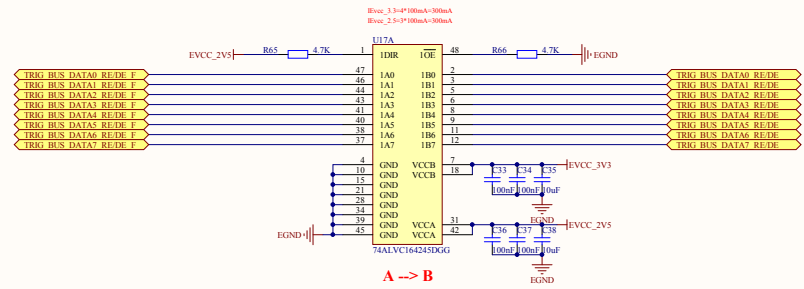 IEvcc_3.3=4*100mA=300mA
IEvcc_2.5=3*100mA=300mA
U17A
EVCC_2V5 R65 4.7K 1 1DIR 1OE 48 R66 4.7K EGND
TRIG_BUS_DATA0_RE/DE_F 47 1A0 1B0 2 TRIG_BUS_DATA0_RE/DE
TRIG_BUS_DATA1_RE/DE_F 46 1A1 1B1 3 TRIG_BUS_DATA1_RE/DE
TRIG_BUS_DATA2_RE/DE_F 44 1A2 1B2 5 TRIG_BUS_DATA2_RE/DE
TRIG_BUS_DATA3_RE/DE_F 43 1A3 1B3 6 TRIG_BUS_DATA3_RE/DE
TRIG_BUS_DATA4_RE/DE_F 41 1A4 1B4 8 TRIG_BUS_DATA4_RE/DE
TRIG_BUS_DATA5_RE/DE_F 40 1A5 1B5 9 TRIG_BUS_DATA5_RE/DE
TRIG_BUS_DATA6_RE/DE_F 38 1A6 1B6 11 TRIG_BUS_DATA6_RE/DE
TRIG_BUS_DATA7_RE/DE_F 37 1A7 1B7 12 TRIG_BUS_DATA7_RE/DE
4 GND VCCB 7 EVCC_3V3
10 GND VCCB 18 C33 C34 C35
15 GND
21 GND 100nF 100nF 10uF
28 GND
34 GND EGND
39 GND VCCA 31 EVCC_2V5
EGND 45 GND VCCA 42 C36 C37 C38
74ALVC164245DGG 100nF 100nF 10uF
A --> B
EGND